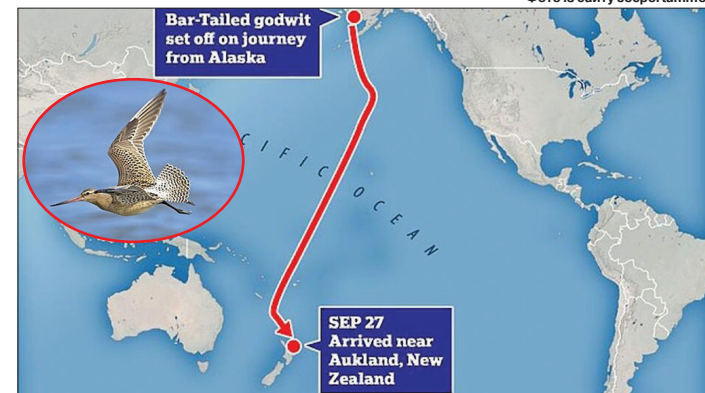 Bar-Tailed godwit
set off on journey
from Alaska
CIFIC OCEAN
SEP 27
Arrived near
Aukland, New
Zealand